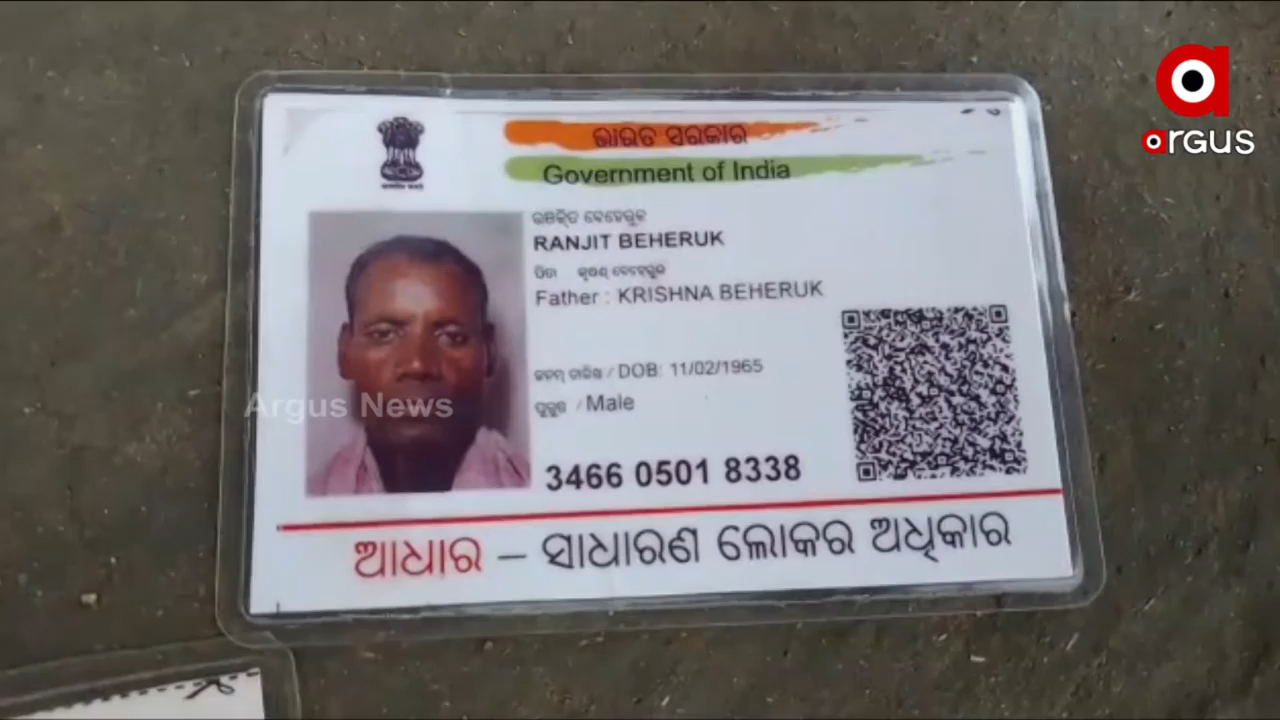 argus
ଭାରତ ସରକାର
Government of India
ରଞ୍ଜିତ ବେହେରୁକ
RANJIT BEHERUK
ପିତା
Father : KRISHNA BEHERUK
ଜନ୍ମ ତାରିଖ / DOB: 11/02/1965
ପୁରୁଷ / Male
Argus News
3466 0501 8338
ଆଧାର – ସାଧାରଣ ଲୋକର ଅଧିକାର